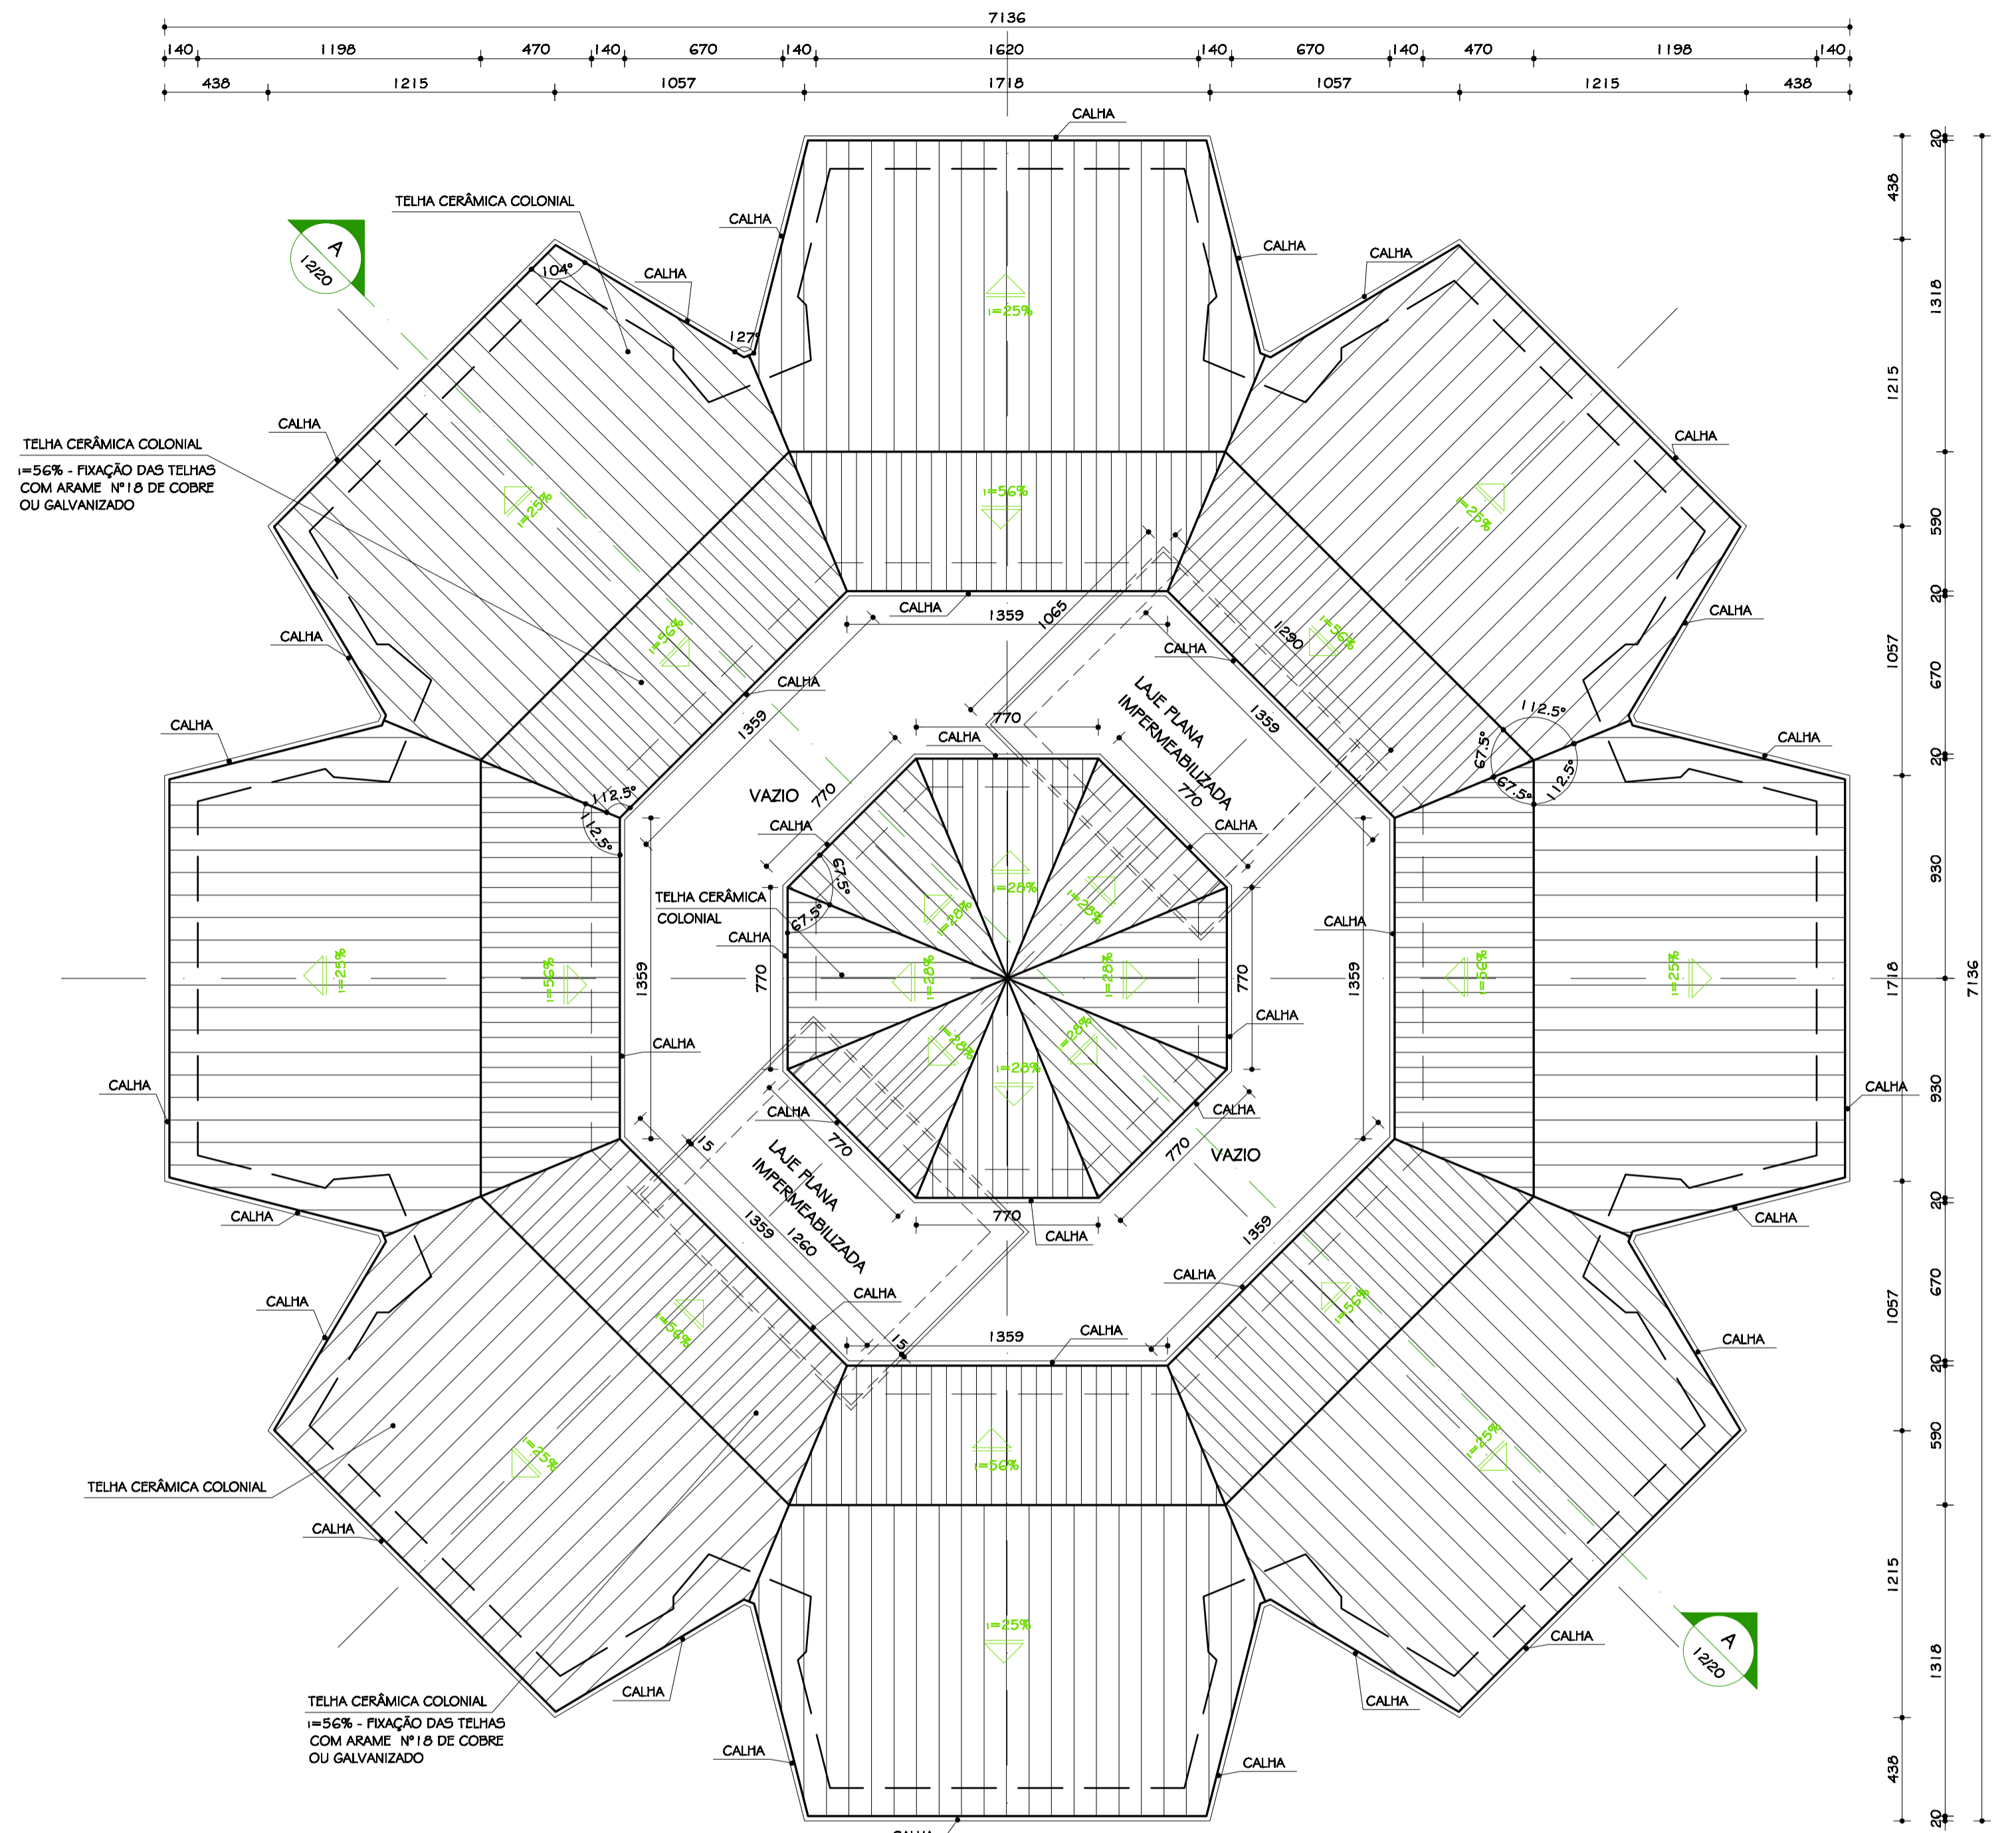 7136
140 1198 470 140 670 140 1620 140 670 140 470 1198 140
438 1215 1057 1718 1057 1215 438
CALHA
TELHA CERÂMICA COLONIAL
CALHA
CALHA
CALHA
CALHA
A
12/20
104°
127°
i=25%
CALHA
CALHA
TELHA CERÂMICA COLONIAL
i=56% - FIXAÇÃO DAS TELHAS
COM ARAME Nº18 DE COBRE
OU GALVANIZADO
i=25%
i=56%
i=25%
CALHA
1359
1065
1290
i=56%
i=56%
CALHA
CALHA
CALHA
CALHA
1359
LAJE PLANA
IMPERMEABILIZADA
1359
770
CALHA
770
770
VAZIO
CALHA
CALHA
CALHA
CALHA
112.5°
112.5°
67.5°
67.5°
112.5°
112.5°
67.5°
67.5°
TELHA CERÂMICA
COLONIAL
CALHA
CALHA
i=28%
i=28%
i=28%
i=28%
i=28%
i=28%
i=28%
i=28%
i=25%
i=56%
1359
770
770
1359
i=56%
i=25%
CALHA
CALHA
CALHA
CALHA
CALHA
CALHA
770
770
VAZIO
15
LAJE PLANA
IMPERMEABILIZADA
1359
1260
15
770
CALHA
1359
CALHA
CALHA
CALHA
CALHA
CALHA
CALHA
1359
CALHA
i=56%
i=56%
i=56%
i=25%
i=25%
TELHA CERÂMICA COLONIAL
CALHA
i=25%
TELHA CERÂMICA COLONIAL
i=56% - FIXAÇÃO DAS TELHAS
COM ARAME Nº18 DE COBRE
OU GALVANIZADO
CALHA
CALHA
CALHA
CALHA
CALHA
A
12/20
438
1215
1057
1718
1057
1215
438
20
1318
590
20
670
20
930
930
20
670
20
590
1318
20
7136